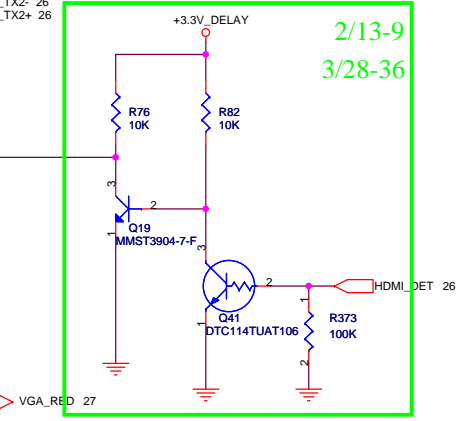 _TX2- 26
_TX2+ 26
+3.3V_DELAY
2/13-9
3/28-36
R76
10K
R82
10K
3
2
1
Q19
MMST3904-7-F
3
2
1
Q41
DTC114TUAT106
HDMI_DET 26
1
R373
100K
2
VGA_RED 27